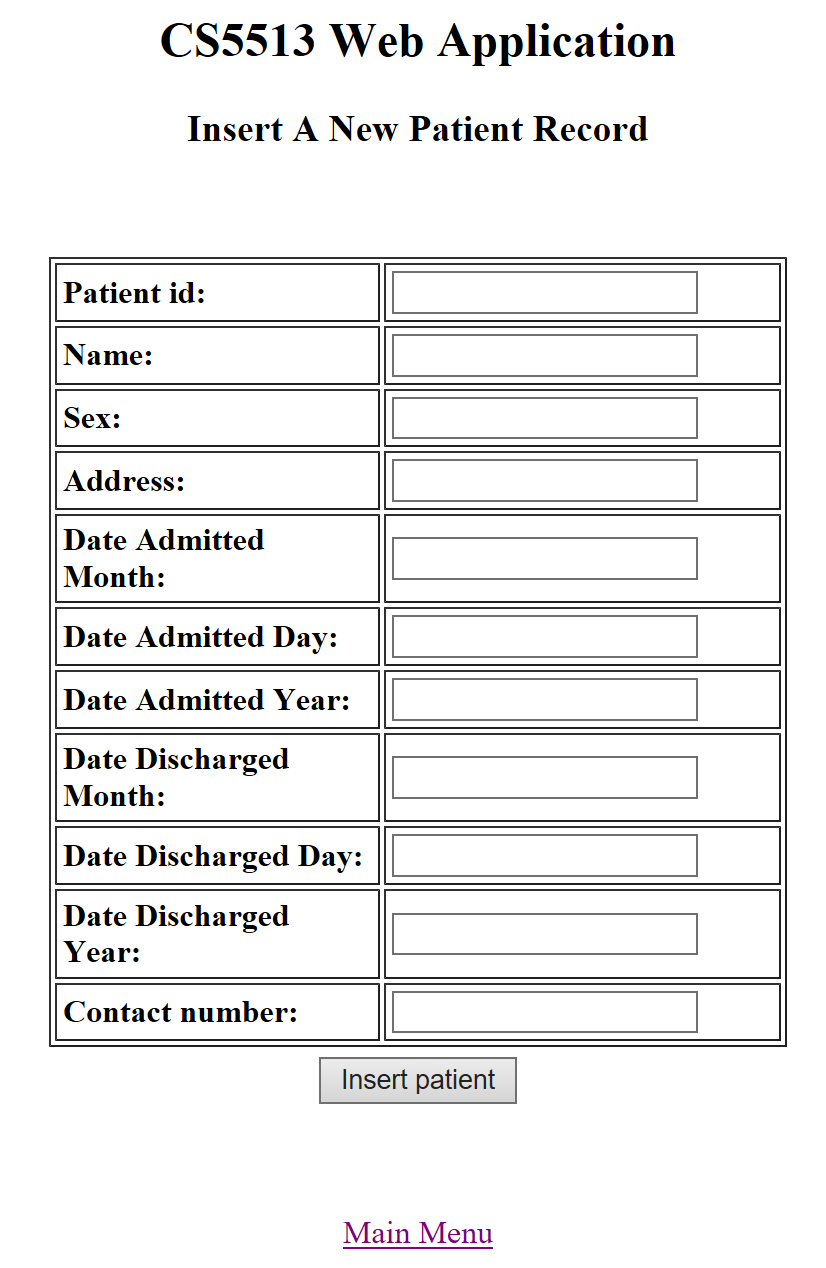 CS5513 Web Application
Insert A New Patient Record
Patient id:
Name:
Sex:
Address:
Date Admitted
Month:
Date Admitted Day:
Date Admitted Year:
Date Discharged
Month:
Date Discharged Day:
Date Discharged
Year:
Contact number:
Insert patient
Main Menu